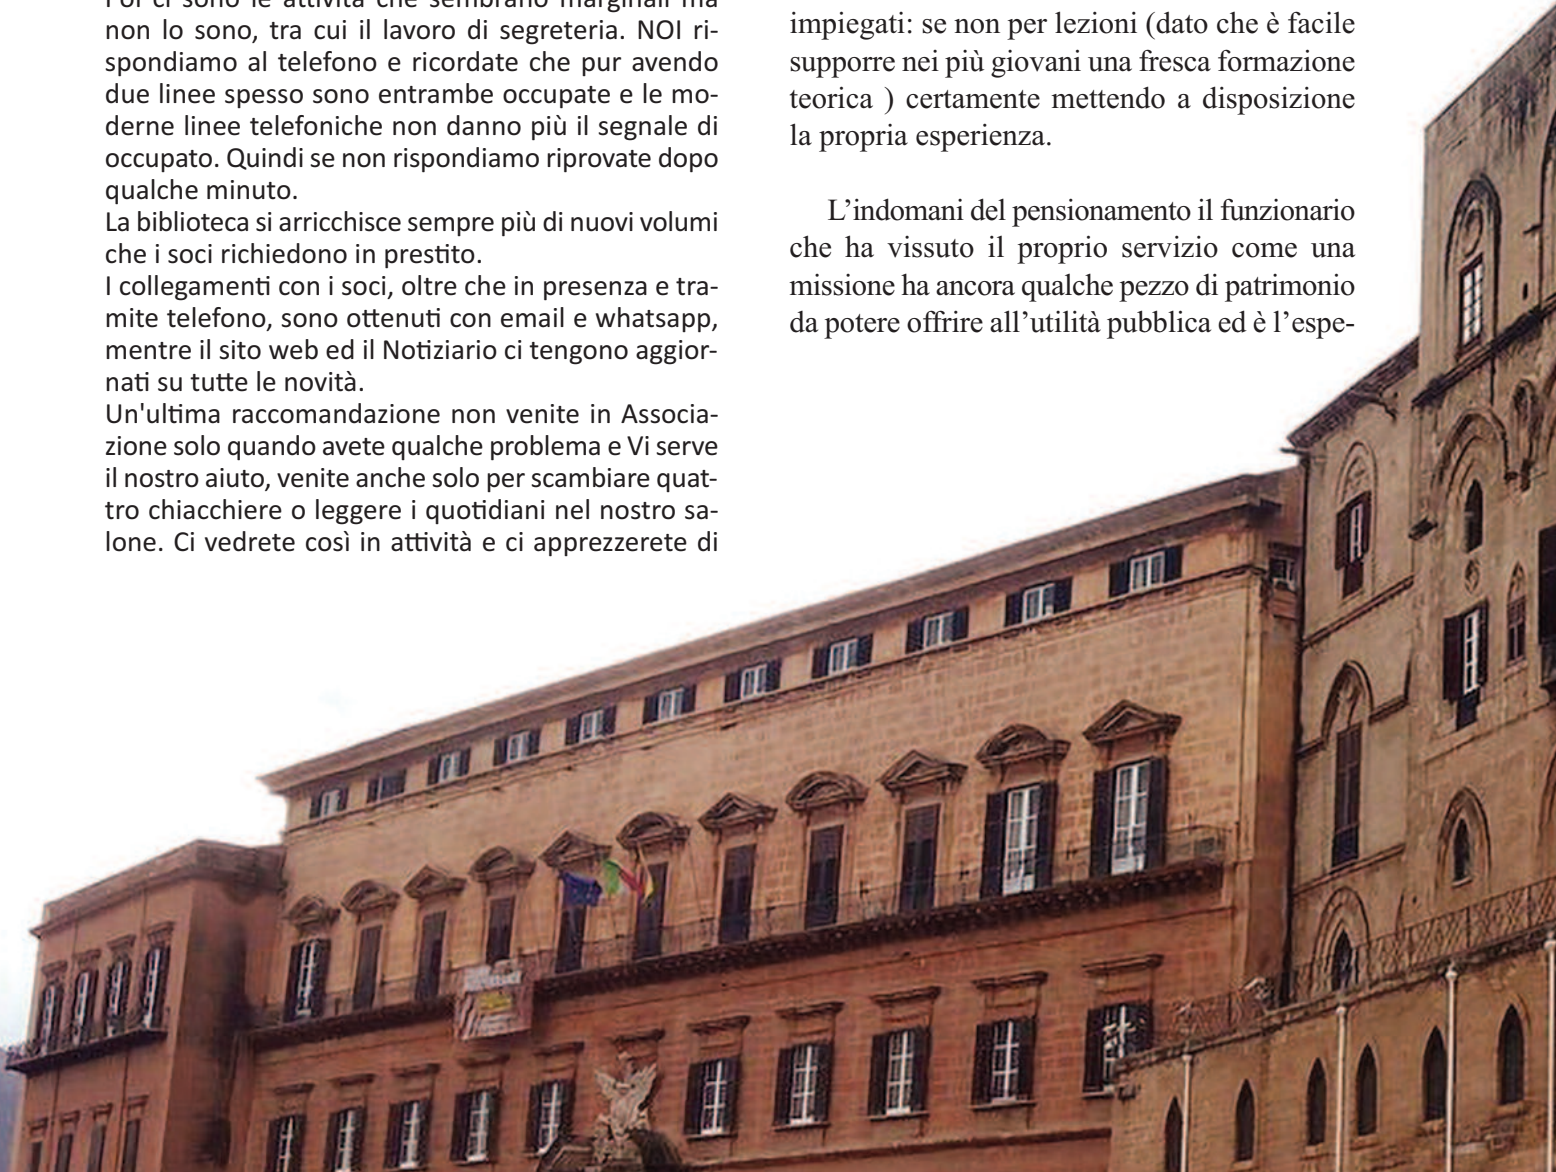 Poi ci sono le attività che sembrano marginali ma
non lo sono, tra cui il lavoro di segreteria. NOI ri-
spondiamo al telefono e ricordate che pur avendo
due linee spesso sono entrambe occupate e le mo-
derne linee telefoniche non danno più il segnale di
occupato. Quindi se non rispondiamo riprovate dopo
qualche minuto.
La biblioteca si arricchisce sempre più di nuovi volumi
che i soci richiedono in prestito.
I collegamenti con i soci, oltre che in presenza e tra-
mite telefono, sono ottenuti con email e whatsapp,
mentre il sito web ed il Notiziario ci tengono aggior-
nati su tutte le novità.
Un'ultima raccomandazione non venite in Associa-
zione solo quando avete qualche problema e Vi serve
il nostro aiuto, venite anche solo per scambiare quat-
tro chiacchiere o leggere i quotidiani nel nostro sa-
lone. Ci vedrete così in attività e ci apprezzerete di
impiegati: se non per lezioni (dato che è facile
supporre nei più giovani una fresca formazione
teorica ) certamente mettendo a disposizione
la propria esperienza.
L’indomani del pensionamento il funzionario
che ha vissuto il proprio servizio come una
missione ha ancora qualche pezzo di patrimonio
da potere offrire all’utilità pubblica ed è l’espe-